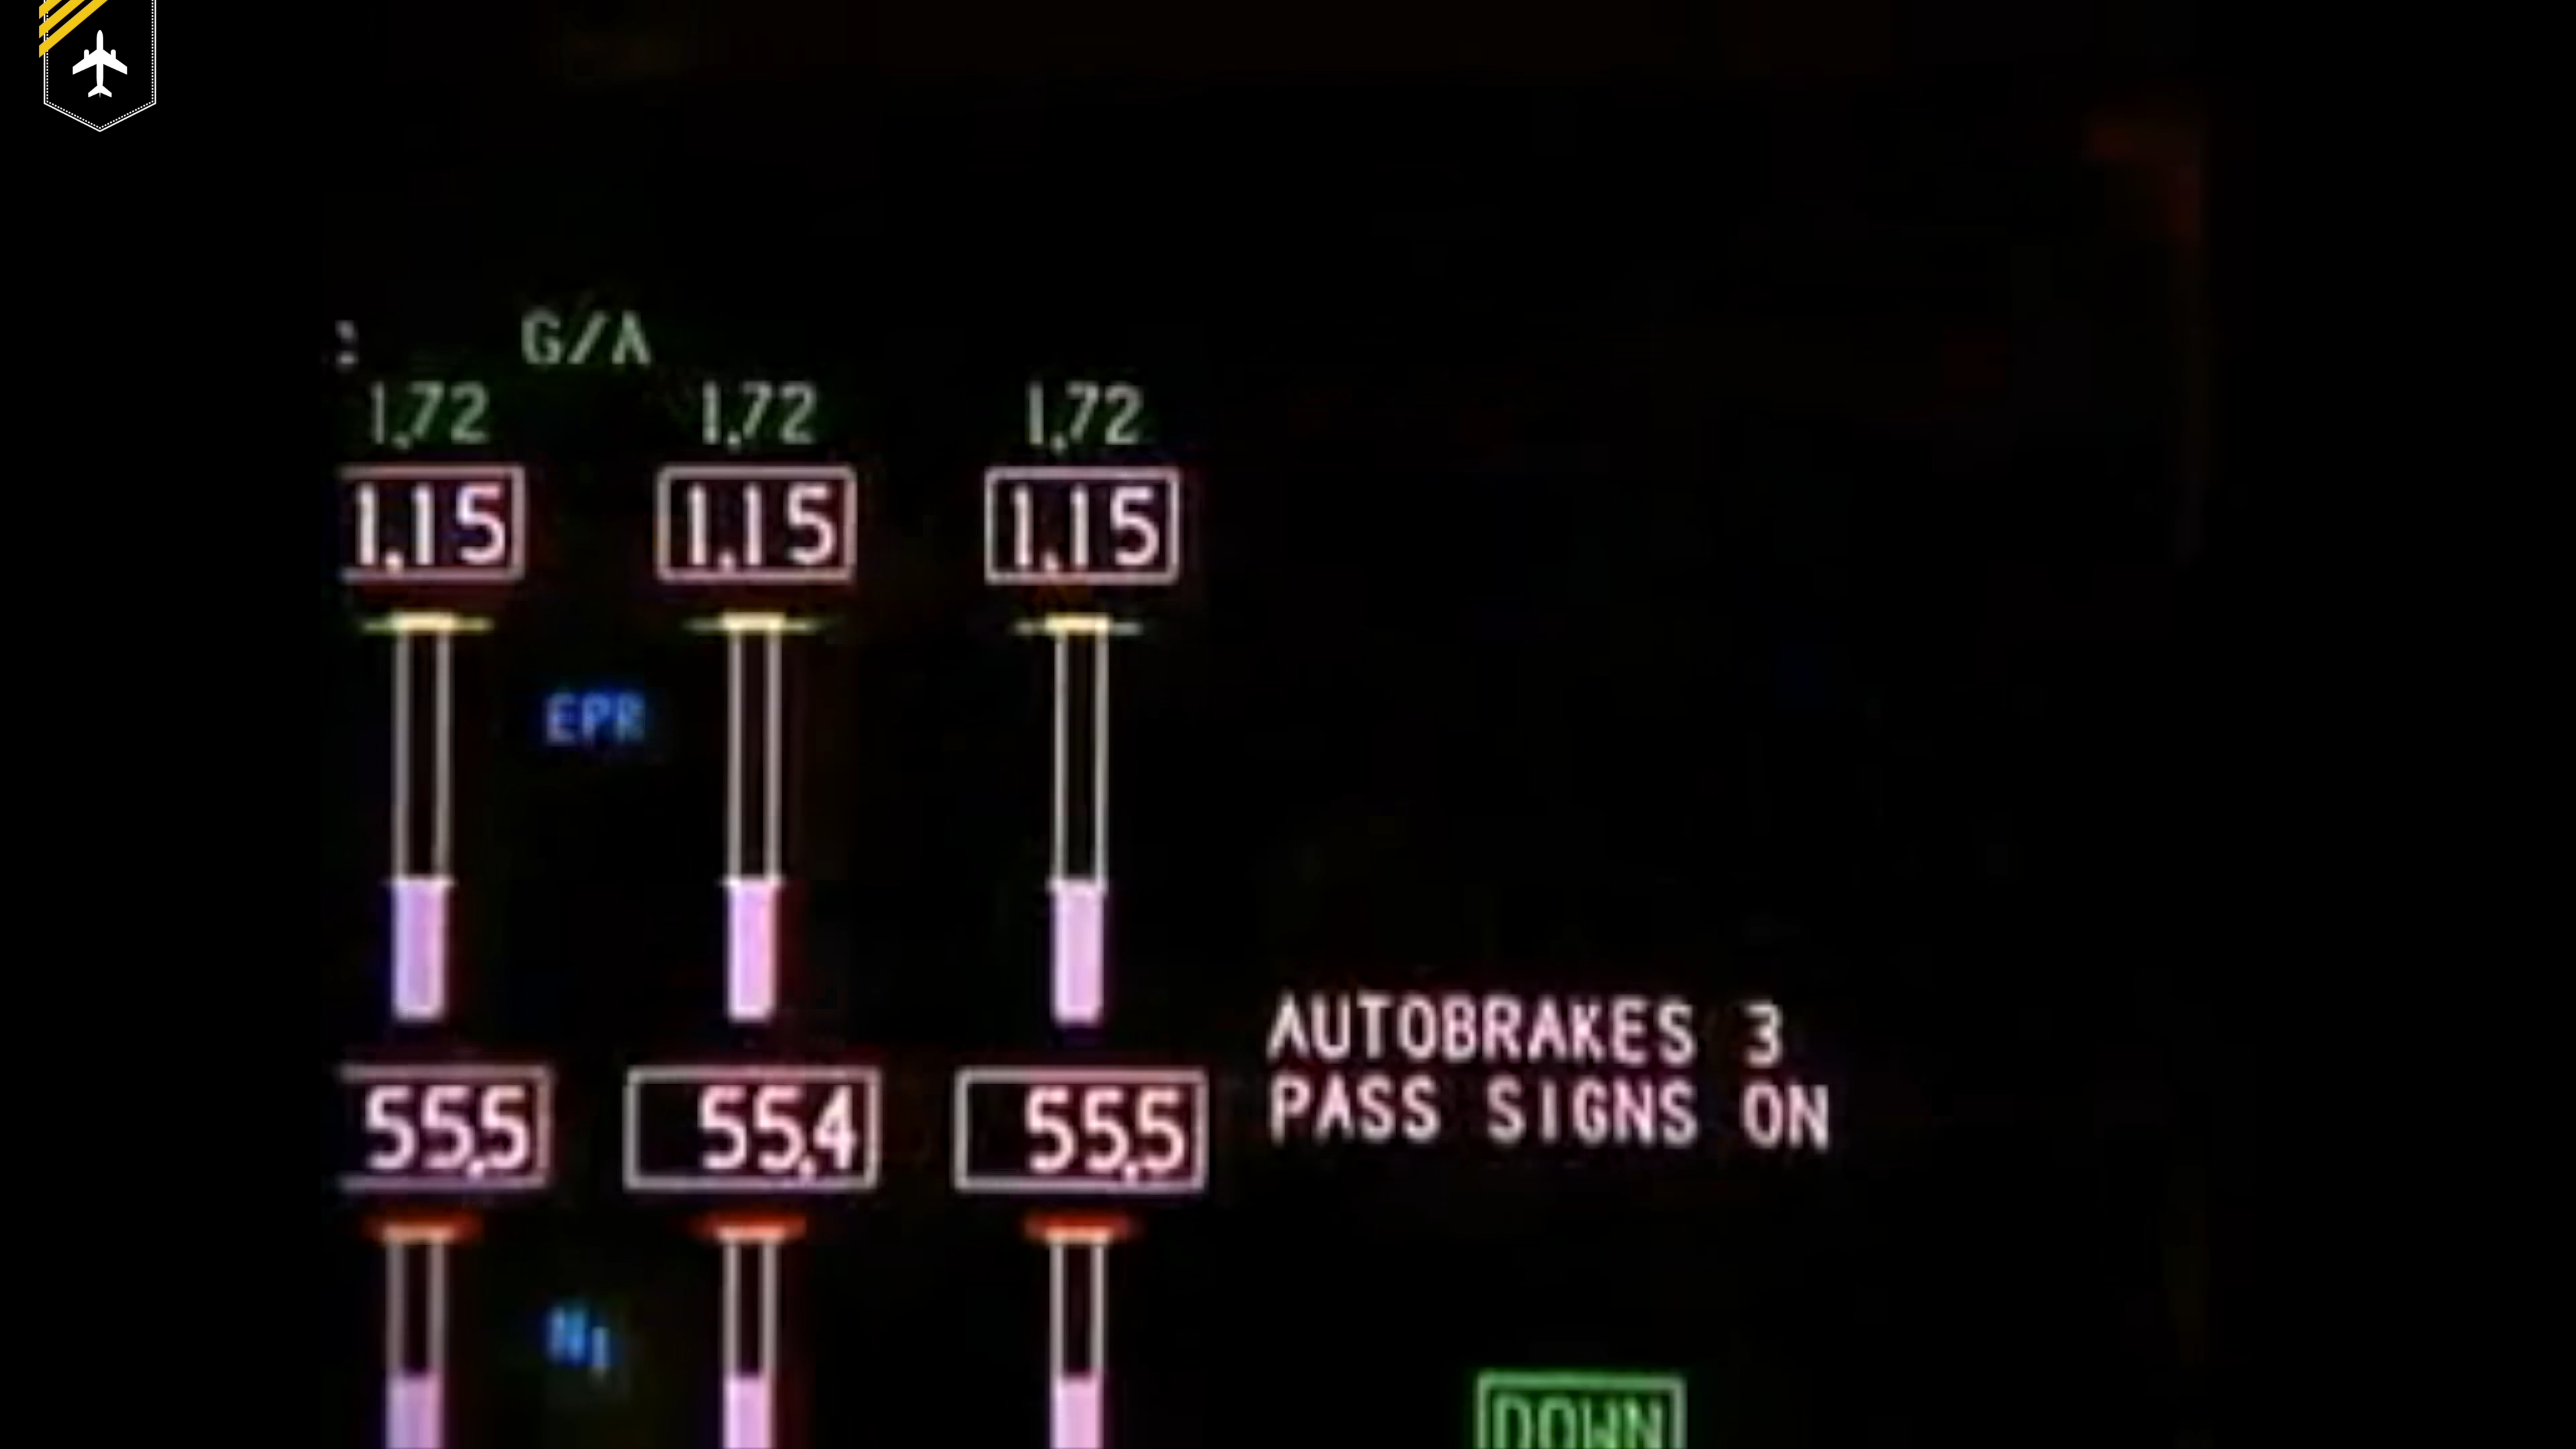 G/A
1.72 1.72 1.72
1.15 1.15 1.15
EPR
AUTOBRAKES 3
PASS SIGNS ON
55.5 55.4 55.5
N1
DOWN